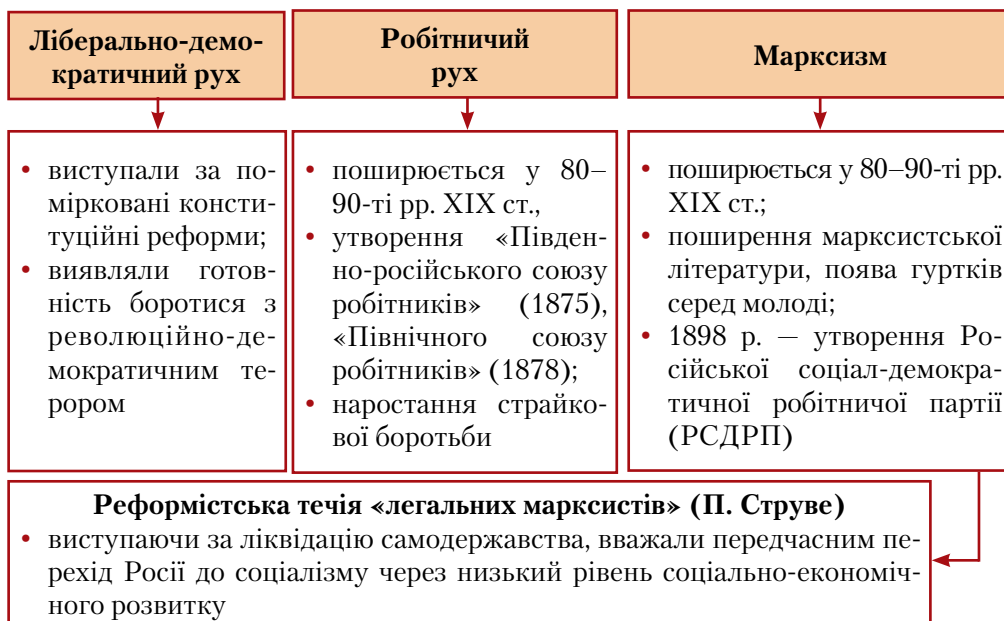 Ліберально-демо-
кратичний рух
• виступали за по-
мірковані консти-
туційні реформи;
• виявляли готов-
ність боротися з
революційно-де-
мократичним те-
рором
Робітничий
рух
• поширюється у 80–
90-ті рр. XIX ст.,
• утворення «Півден-
но-російського союзу
робітників» (1875),
«Північного союзу
робітників» (1878);
• наростання страйко-
вої боротьби
Марксизм
• поширюється у 80–90-ті рр.
XIX ст.;
• поширення марксистської
літератури, поява гуртків
серед молоді;
• 1898 р. — утворення Ро-
сійської соціал-демокра-
тичної робітничої партії
(РСДРП)
Реформістська течія «легальних марксистів» (П. Струве)
• виступаючи за ліквідацію самодержавства, вважали передчасним пе-
рехід Росії до соціалізму через низький рівень соціально-економіч-
ного розвитку